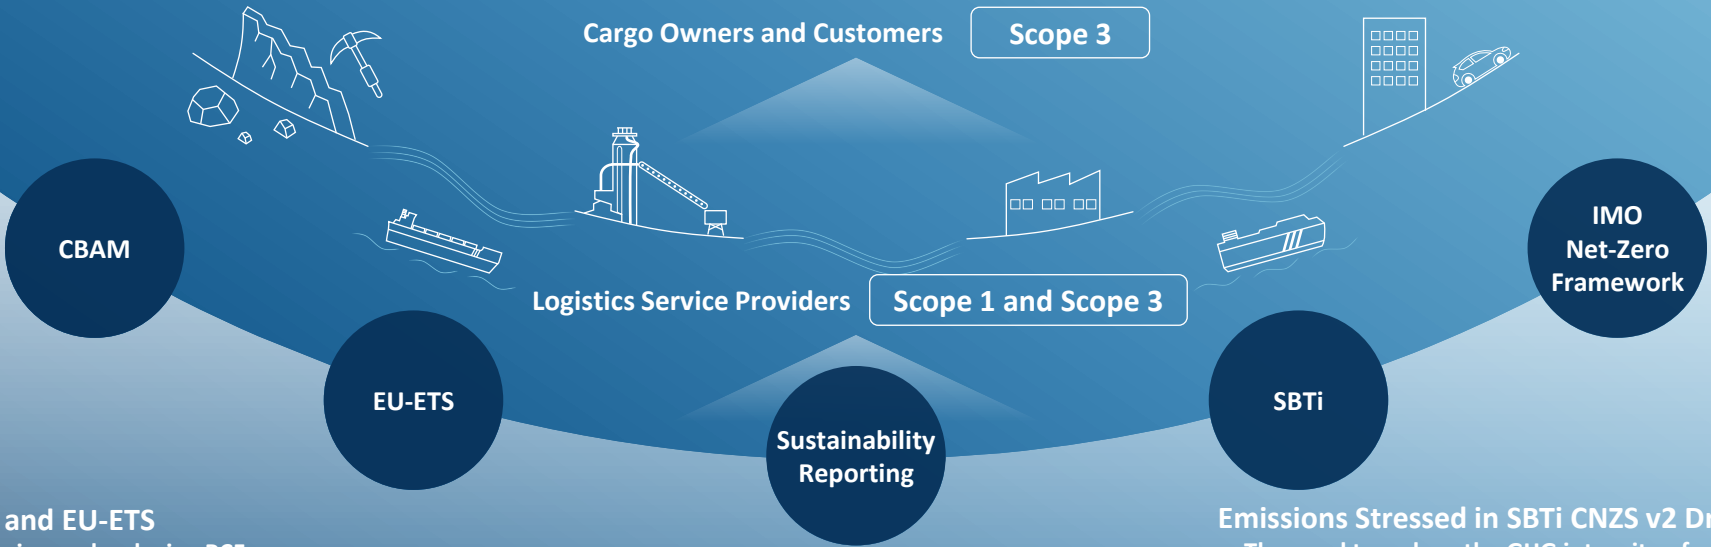 Cargo Owners and Customers
Scope 3
CBAM
IMO
Net-Zero
Framework
Logistics Service Providers
Scope 1 and Scope 3
EU-ETS
SBTi
Sustainability
Reporting
and EU-ETS
Emissions Stressed in SBTi CNZS v2